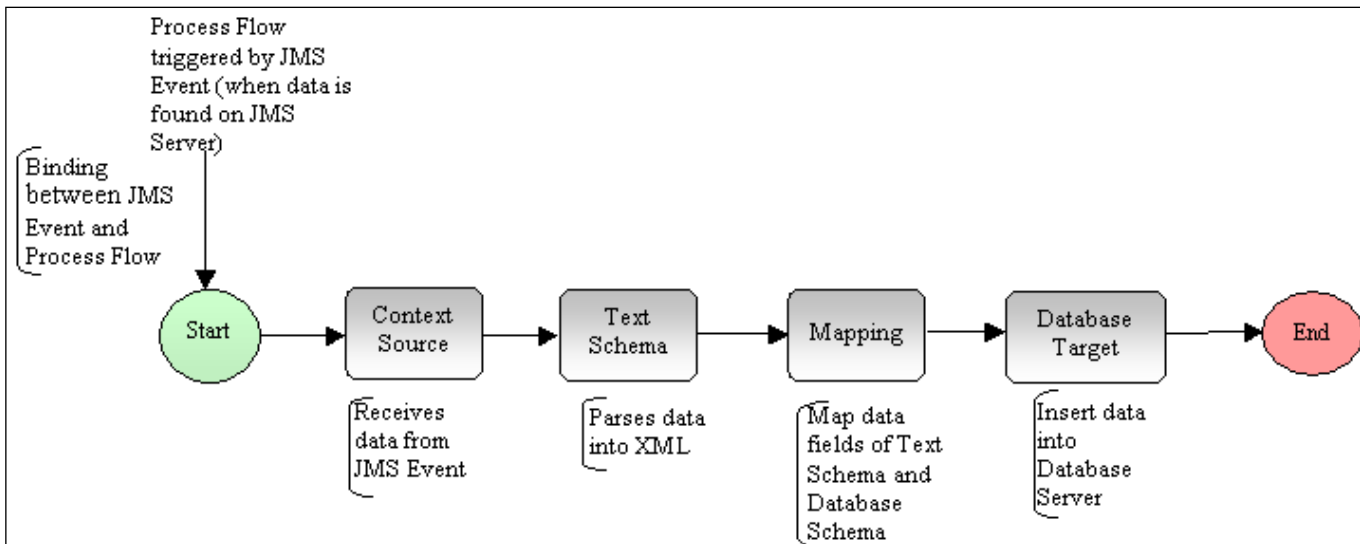 Process Flow
triggered by JMS
Event (when data is
found on JMS
Server)
Binding
between JMS
Event and
Process Flow
Start
Context
Source
Text
Schema
Mapping
Database
Target
End
Receives
data from
JMS Event
Parses data
into XML
Map data
fields of Text
Schema and
Database
Schema
Insert data
into
Database
Server